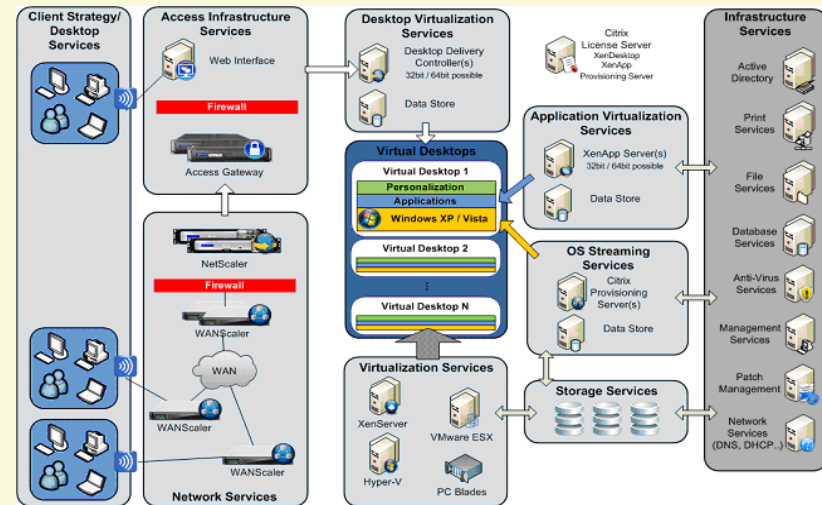 Client Strategy/
Desktop
Services
Access Infrastructure
Services
Web Interface
Firewall
Access Gateway
NetScaler
Firewall
WANScaler
WAN
WANScaler
WANScaler
Network Services
Desktop Virtualization
Services
Desktop Delivery
Controller(s)
32bit / 64bit possible
Data Store
Virtual Desktops
Virtual Desktop 1
Personalization
Applications
Windows XP / Vista
Virtual Desktop 2
⋮
Virtual Desktop N
Virtualization Services
XenServer
VMware ESX
Hyper-V
PC Blades
Citrix
License Server
XenDesktop
XenApp
Provisioning Server
Application Virtualization
Services
XenApp Server(s)
32bit / 64bit possible
Data Store
OS Streaming
Services
Citrix
Provisioning
Server(s)
Data Store
Storage Services
Infrastructure
Services
Active
Directory
Print
Services
File
Services
Database
Services
Anti-Virus
Services
Management
Services
Patch
Management
Network
Services
(DNS, DHCP..)